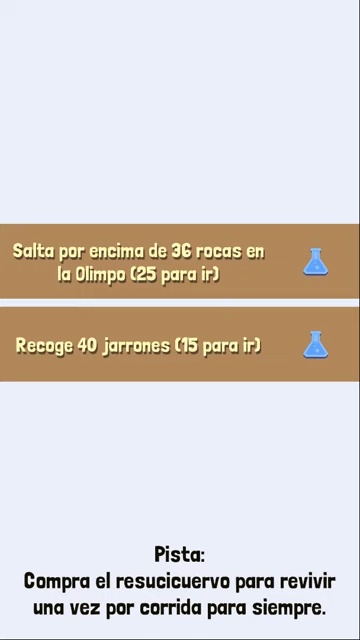 Salta por encima de 36 rocas en
la Olimpo (25 para ir)
Recoge 40 jarrones (15 para ir)
Pista:
Compra el resucicuervo para revivir
una vez por corrida para siempre.